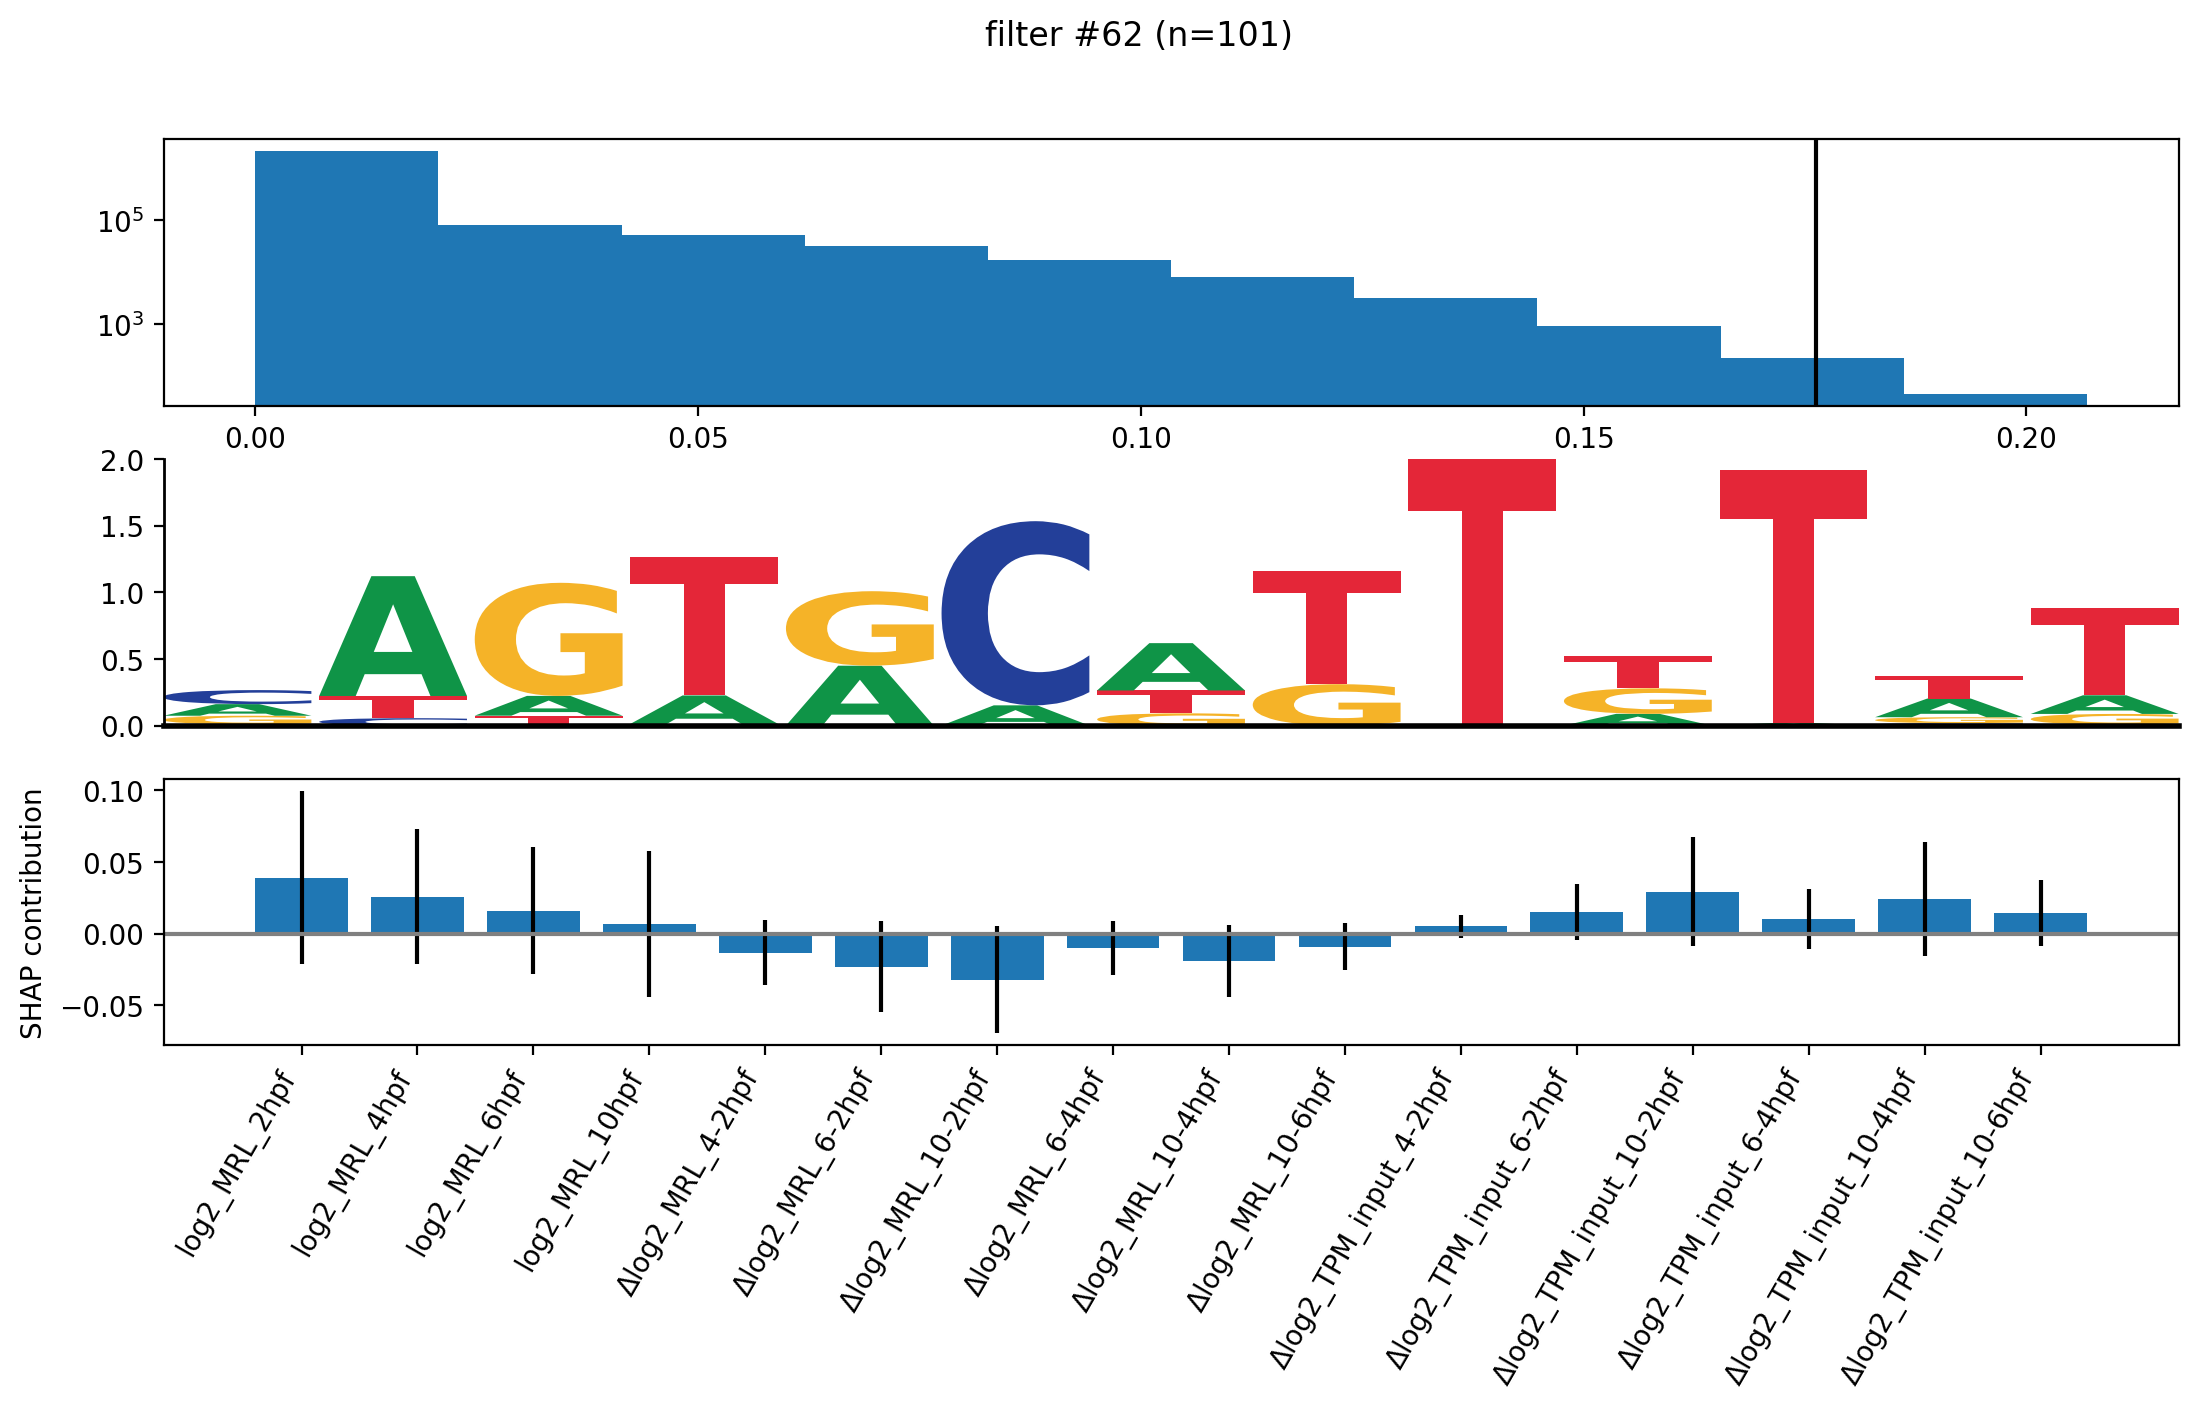 filter #62 (n=101)
10⁵
10³
0.00 0.05 0.10 0.15 0.20
2.0
1.5
1.0
0.5
0.0
SHAP contribution
0.10
0.05
0.00
−0.05
log2_MRL_2hpf
log2_MRL_4hpf
log2_MRL_6hpf
log2_MRL_10hpf
Δlog2_MRL_4-2hpf
Δlog2_MRL_6-2hpf
Δlog2_MRL_10-2hpf
Δlog2_MRL_6-4hpf
Δlog2_MRL_10-4hpf
Δlog2_MRL_10-6hpf
Δlog2_TPM_input_4-2hpf
Δlog2_TPM_input_6-2hpf
Δlog2_TPM_input_10-2hpf
Δlog2_TPM_input_6-4hpf
Δlog2_TPM_input_10-4hpf
Δlog2_TPM_input_10-6hpf